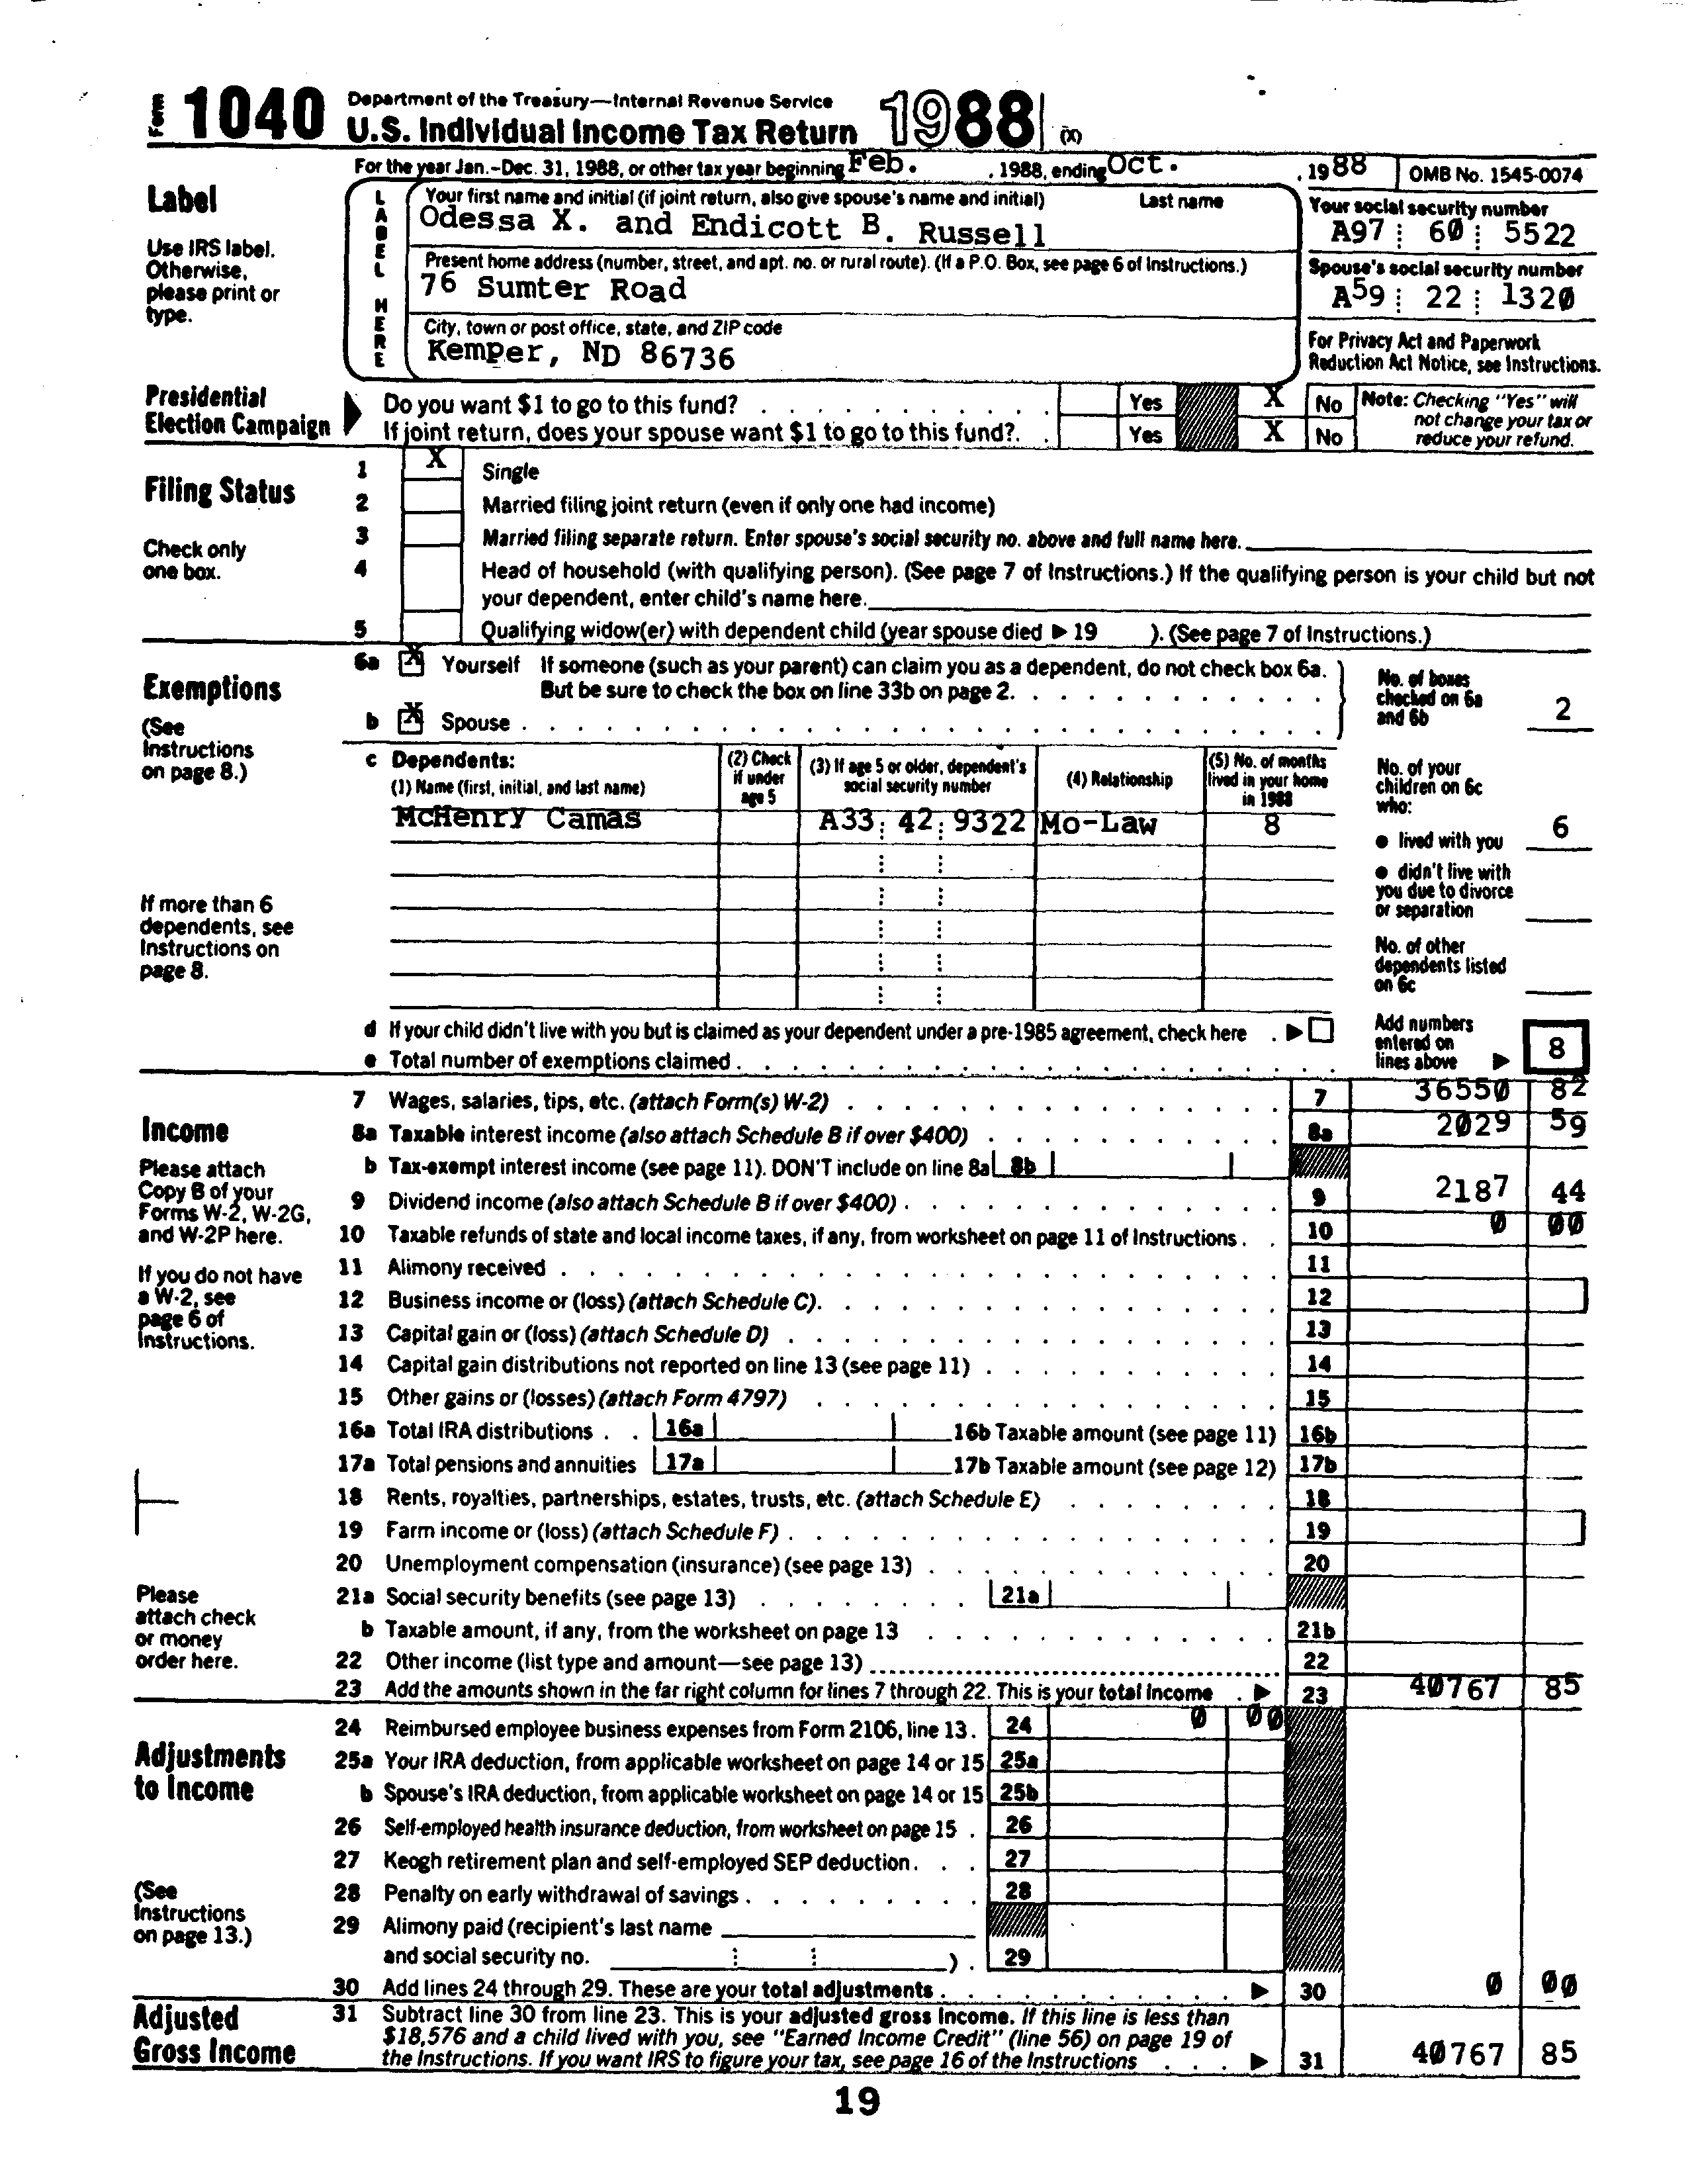 Form 1040 Department of the Treasury—Internal Revenue Service
U.S. Individual Income Tax Return 1988 (X)
For the year Jan.-Dec. 31, 1988, or other tax year beginning Feb. , 1988, ending Oct. , 1988 OMB No. 1545-0074
Label
Use IRS label.
Otherwise,
please print or
type.
LABEL HERE
Your first name and initial (if joint return, also give spouse's name and initial) Last name
Odessa X. and Endicott B. Russell
Present home address (number, street, and apt. no. or rural route). (If a P.O. Box, see page 6 of Instructions.)
76 Sumter Road
City, town or post office, state, and ZIP code
Kemper, ND 86736
Your social security number
A97 60 5522
Spouse's social security number
A59 22 1320
For Privacy Act and Paperwork
Reduction Act Notice, see Instructions.
Presidential
Election Campaign
Do you want $1 to go to this fund? Yes X No
If joint return, does your spouse want $1 to go to this fund?. Yes X No
Note: Checking "Yes" will
not change your tax or
reduce your refund.
Filing Status
Check only
one box.
1 X Single
2 Married filing joint return (even if only one had income)
3 Married filing separate return. Enter spouse's social security no. above and full name here.
4 Head of household (with qualifying person). (See page 7 of Instructions.) If the qualifying person is your child but not
your dependent, enter child's name here.
5 Qualifying widow(er) with dependent child (year spouse died ▶ 19 ). (See page 7 of Instructions.)
Exemptions
(See
Instructions
on page 8.)
6a X Yourself If someone (such as your parent) can claim you as a dependent, do not check box 6a.
But be sure to check the box on line 33b on page 2.
b X Spouse
No. of boxes
checked on 6a
and 6b 2
c Dependents:
(1) Name (first, initial, and last name)
(2) Check
if under
age 5
(3) If age 5 or older, dependent's
social security number
(4) Relationship
(5) No. of months
lived in your home
in 1988
McHenry Camas A33 42 9322 Mo-Law 8
If more than 6
dependents, see
Instructions on
page 8.
No. of your
children on 6c
who:
● lived with you 6
● didn't live with
you due to divorce
or separation
No. of other
dependents listed
on 6c
d If your child didn't live with you but is claimed as your dependent under a pre-1985 agreement, check here ▶
e Total number of exemptions claimed
Add numbers
entered on
lines above ▶ 8
Income
Please attach
Copy B of your
Forms W-2, W-2G,
and W-2P here.
If you do not have
a W-2, see
page 6 of
Instructions.
Please
attach check
or money
order here.
7 Wages, salaries, tips, etc. (attach Form(s) W-2) 7 36550 82
8a Taxable interest income (also attach Schedule B if over $400) 8a 2029 59
b Tax-exempt interest income (see page 11). DON'T include on line 8a 8b
9 Dividend income (also attach Schedule B if over $400) 9 2187 44
10 Taxable refunds of state and local income taxes, if any, from worksheet on page 11 of Instructions. 10 0 00
11 Alimony received 11
12 Business income or (loss) (attach Schedule C). 12
13 Capital gain or (loss) (attach Schedule D) 13
14 Capital gain distributions not reported on line 13 (see page 11) 14
15 Other gains or (losses) (attach Form 4797) 15
16a Total IRA distributions 16a 16b Taxable amount (see page 11) 16b
17a Total pensions and annuities 17a 17b Taxable amount (see page 12) 17b
18 Rents, royalties, partnerships, estates, trusts, etc. (attach Schedule E) 18
19 Farm income or (loss) (attach Schedule F) 19
20 Unemployment compensation (insurance) (see page 13) 20
21a Social security benefits (see page 13) 21a
b Taxable amount, if any, from the worksheet on page 13 21b
22 Other income (list type and amount—see page 13) 22
23 Add the amounts shown in the far right column for lines 7 through 22. This is your total income ▶ 23 40767 85
Adjustments
to Income
(See
Instructions
on page 13.)
24 Reimbursed employee business expenses from Form 2106, line 13. 24 0 00
25a Your IRA deduction, from applicable worksheet on page 14 or 15 25a
b Spouse's IRA deduction, from applicable worksheet on page 14 or 15 25b
26 Self-employed health insurance deduction, from worksheet on page 15 26
27 Keogh retirement plan and self-employed SEP deduction. 27
28 Penalty on early withdrawal of savings 28
29 Alimony paid (recipient's last name
and social security no. ) 29
30 Add lines 24 through 29. These are your total adjustments ▶ 30 0 00
Adjusted
Gross Income
31 Subtract line 30 from line 23. This is your adjusted gross income. If this line is less than
$18,576 and a child lived with you, see "Earned Income Credit" (line 56) on page 19 of
the Instructions. If you want IRS to figure your tax, see page 16 of the Instructions ▶ 31 40767 85
19